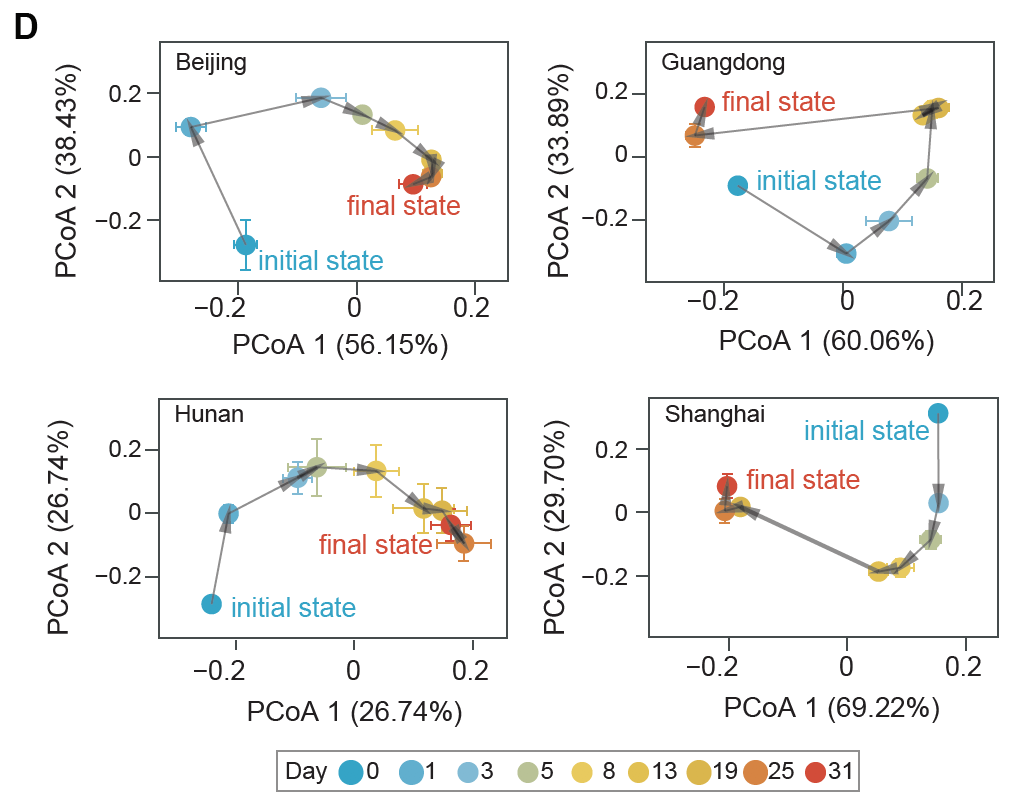 D
Beijing
0.2
0
−0.2
PCoA 2 (38.43%)
final state
initial state
−0.2 0 0.2
PCoA 1 (56.15%)
Guangdong
0.2
0
−0.2
PCoA 2 (33.89%)
final state
initial state
−0.2 0 0.2
PCoA 1 (60.06%)
Hunan
0.2
0
−0.2
PCoA 2 (26.74%)
final state
initial state
−0.2 0 0.2
PCoA 1 (26.74%)
Shanghai
initial state
0.2
0
−0.2
PCoA 2 (29.70%)
final state
−0.2 0 0.2
PCoA 1 (69.22%)
Day 0 1 3 5 8 13 19 25 31